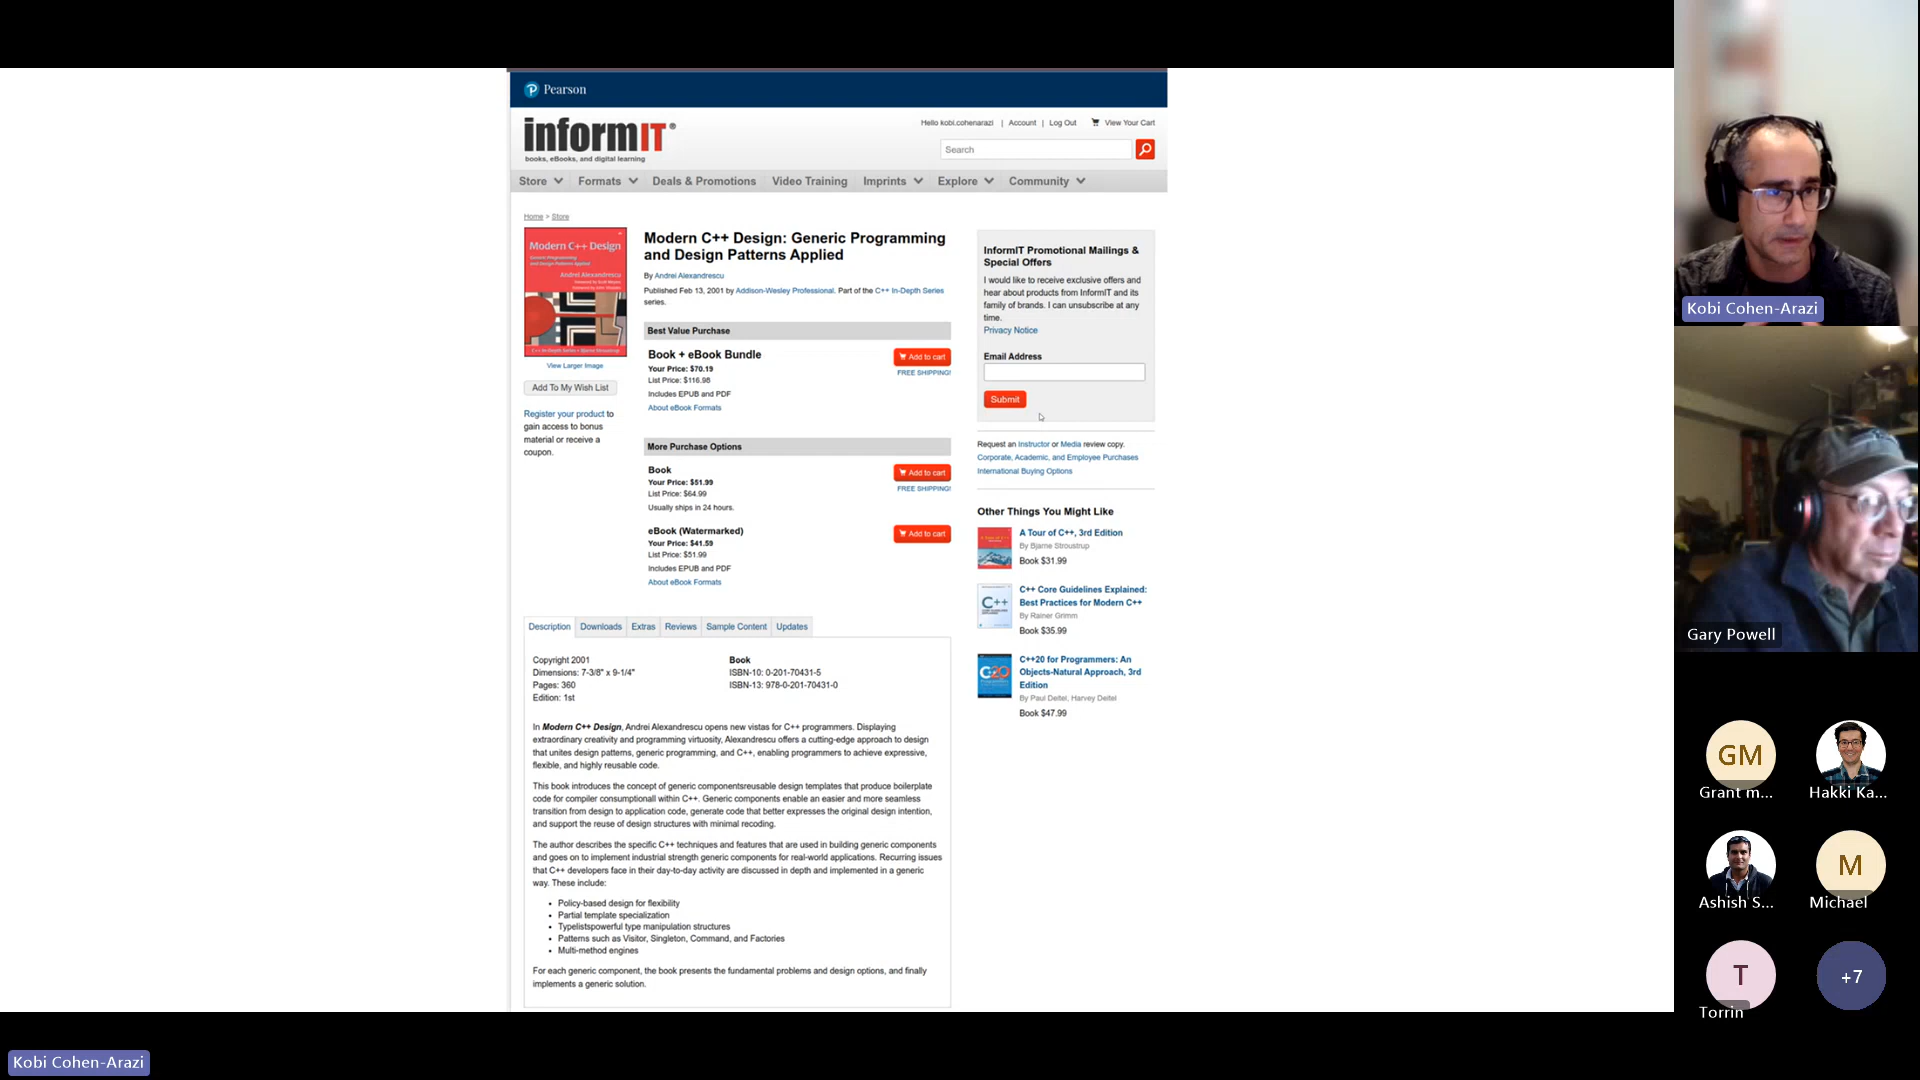 Pearson
informIT®
books, eBooks, and digital learning
Hello kobi.cohenarazi | Account | Log Out View Your Cart
Search
Store Formats Deals & Promotions Video Training Imprints Explore Community
Home > Store
Modern C++ Design
Generic Programming
and Design Patterns Applied
Andrei Alexandrescu
View Larger Image
Add To My Wish List
Register your product to
gain access to bonus
material or receive a
coupon.
Modern C++ Design: Generic Programming
and Design Patterns Applied
By Andrei Alexandrescu
Published Feb 13, 2001 by Addison-Wesley Professional. Part of the C++ In-Depth Series
series.
Best Value Purchase
Book + eBook Bundle
Your Price: $70.19
List Price: $116.98
Includes EPUB and PDF
About eBook Formats
Add to cart
FREE SHIPPING!
More Purchase Options
Book
Your Price: $51.99
List Price: $64.99
Usually ships in 24 hours.
Add to cart
FREE SHIPPING!
eBook (Watermarked)
Your Price: $41.59
List Price: $51.99
Includes EPUB and PDF
About eBook Formats
Add to cart
InformIT Promotional Mailings &
Special Offers
I would like to receive exclusive offers and
hear about products from InformIT and its
family of brands. I can unsubscribe at any
time.
Privacy Notice
Email Address
Submit
Request an Instructor or Media review copy.
Corporate, Academic, and Employee Purchases
International Buying Options
Other Things You Might Like
A Tour of C++, 3rd Edition
By Bjarne Stroustrup
Book $31.99
C++
C++ Core Guidelines Explained:
Best Practices for Modern C++
By Rainer Grimm
Book $35.99
C++20 for Programmers: An
Objects-Natural Approach, 3rd
Edition
By Paul Deitel, Harvey Deitel
Book $47.99
Description Downloads Extras Reviews Sample Content Updates
Copyright 2001
Dimensions: 7-3/8" x 9-1/4"
Pages: 360
Edition: 1st
Book
ISBN-10: 0-201-70431-5
ISBN-13: 978-0-201-70431-0
In Modern C++ Design, Andrei Alexandrescu opens new vistas for C++ programmers. Displaying
extraordinary creativity and programming virtuosity, Alexandrescu offers a cutting-edge approach to design
that unites design patterns, generic programming, and C++, enabling programmers to achieve expressive,
flexible, and highly reusable code.
This book introduces the concept of generic componentsreusable design templates that produce boilerplate
code for compiler consumptionall within C++. Generic components enable an easier and more seamless
transition from design to application code, generate code that better expresses the original design intention,
and support the reuse of design structures with minimal recoding.
The author describes the specific C++ techniques and features that are used in building generic components
and goes on to implement industrial strength generic components for real-world applications. Recurring issues
that C++ developers face in their day-to-day activity are discussed in depth and implemented in a generic
way. These include:
• Policy-based design for flexibility
• Partial template specialization
• Typelistspowerful type manipulation structures
• Patterns such as Visitor, Singleton, Command, and Factories
• Multi-method engines
For each generic component, the book presents the fundamental problems and design options, and finally
implements a generic solution.
Kobi Cohen-Arazi
Gary Powell
GM
Grant m...
Hakki Ka...
Ashish S...
M
Michael
T
Torrin
+7
Kobi Cohen-Arazi